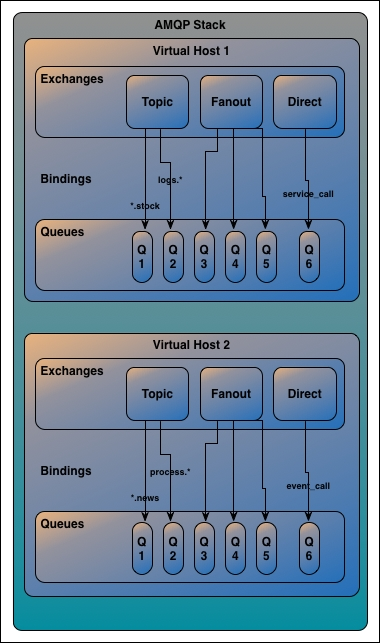 AMQP Stack
Virtual Host 1
Exchanges
Topic
Fanout
Direct
Bindings
logs.*
*.stock
service_call
Queues
Q
1
Q
2
Q
3
Q
4
Q
5
Q
6
Virtual Host 2
Exchanges
Topic
Fanout
Direct
Bindings
process.*
*.news
event_call
Queues
Q
1
Q
2
Q
3
Q
4
Q
5
Q
6